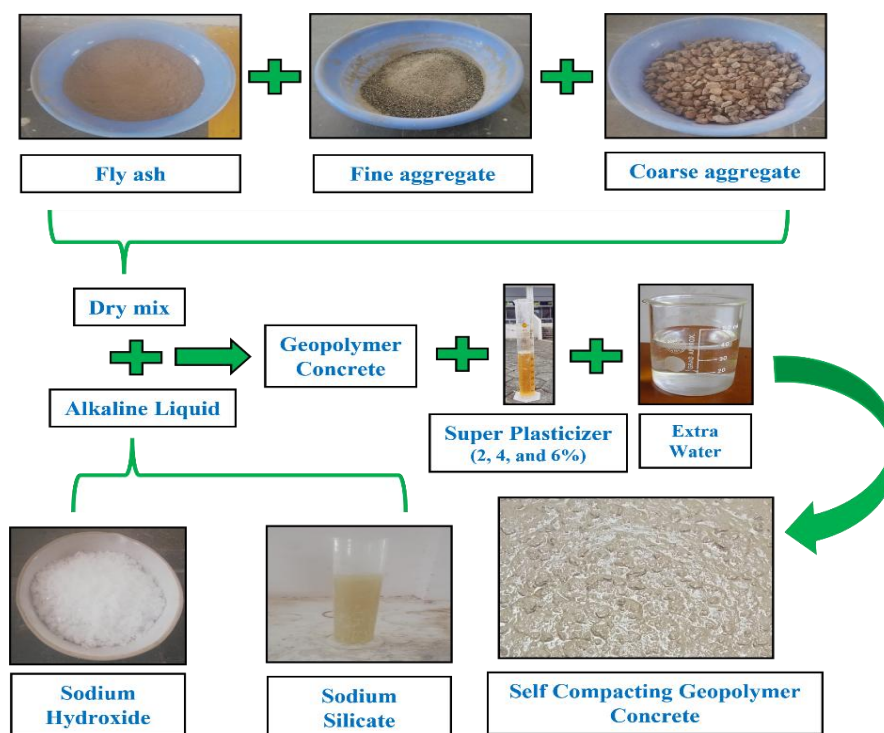 Fly ash
Fine aggregate
Coarse aggregate
Dry mix
Geopolymer
Concrete
Alkaline Liquid
Super Plasticizer
(2, 4, and 6%)
Extra
Water
Sodium
Hydroxide
Sodium
Silicate
Self Compacting Geopolymer
Concrete